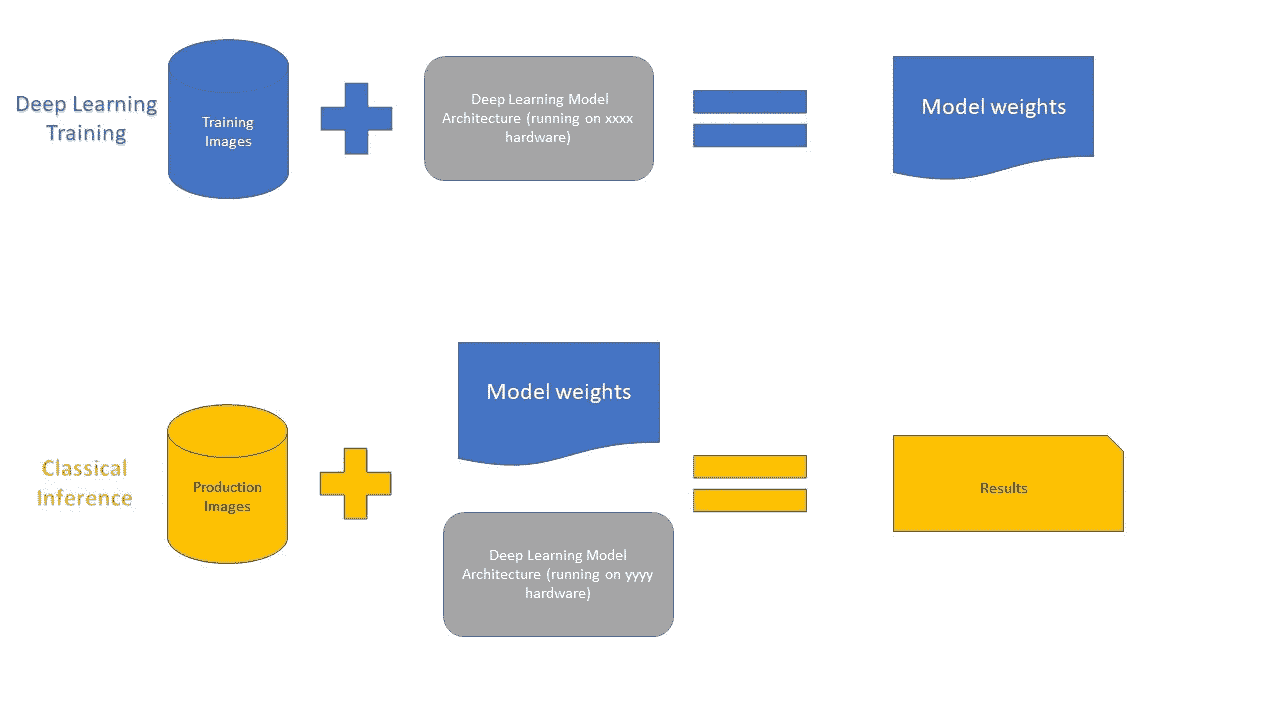 Deep Learning
Training
Training
Images
Deep Learning Model
Architecture (running on xxxx
hardware)
Model weights
Classical
Inference
Production
Images
Model weights
Deep Learning Model
Architecture (running on yyyy
hardware)
Results